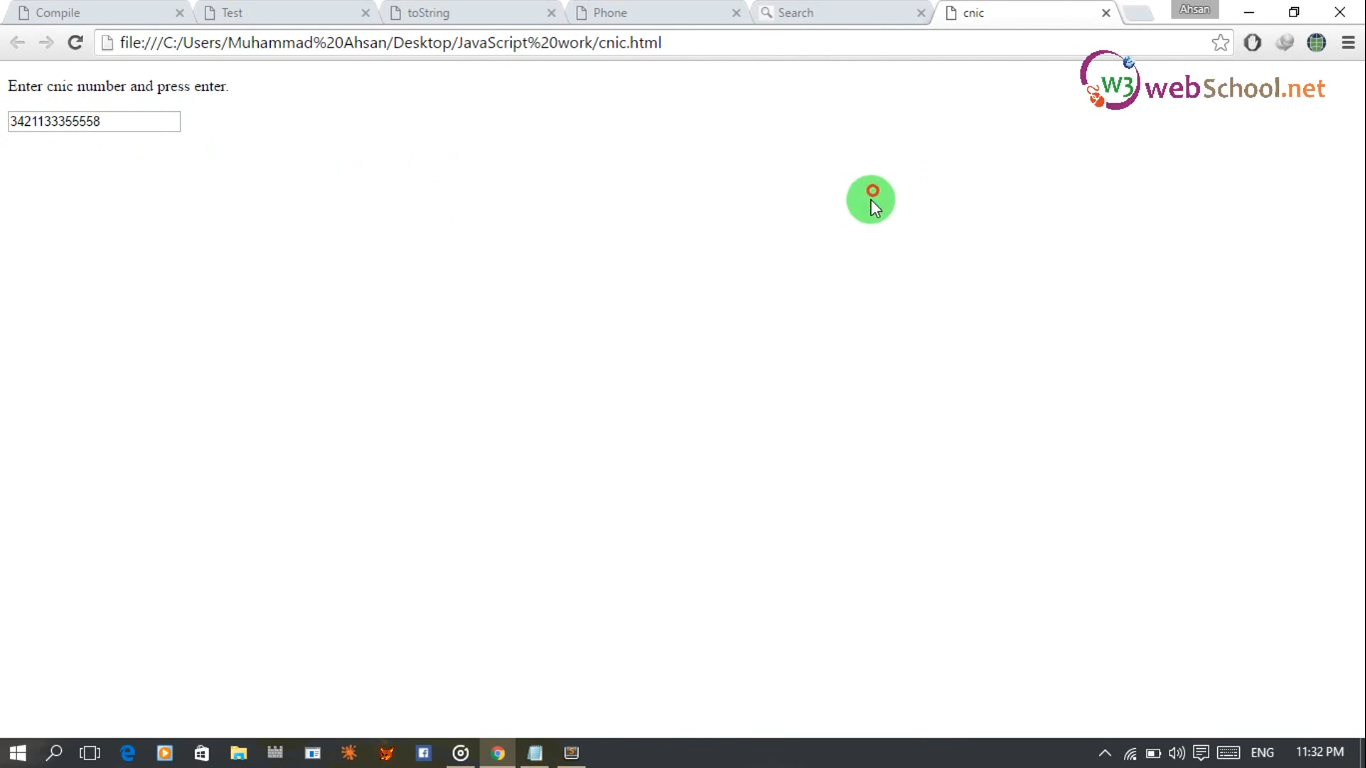 Compile
Test
toString
Phone
Search
cnic
Ahsan
file:///C:/Users/Muhammad%20Ahsan/Desktop/JavaScript%20work/cnic.html
W3 webSchool.net
Enter cnic number and press enter.
3421133355558
ENG
11:32 PM